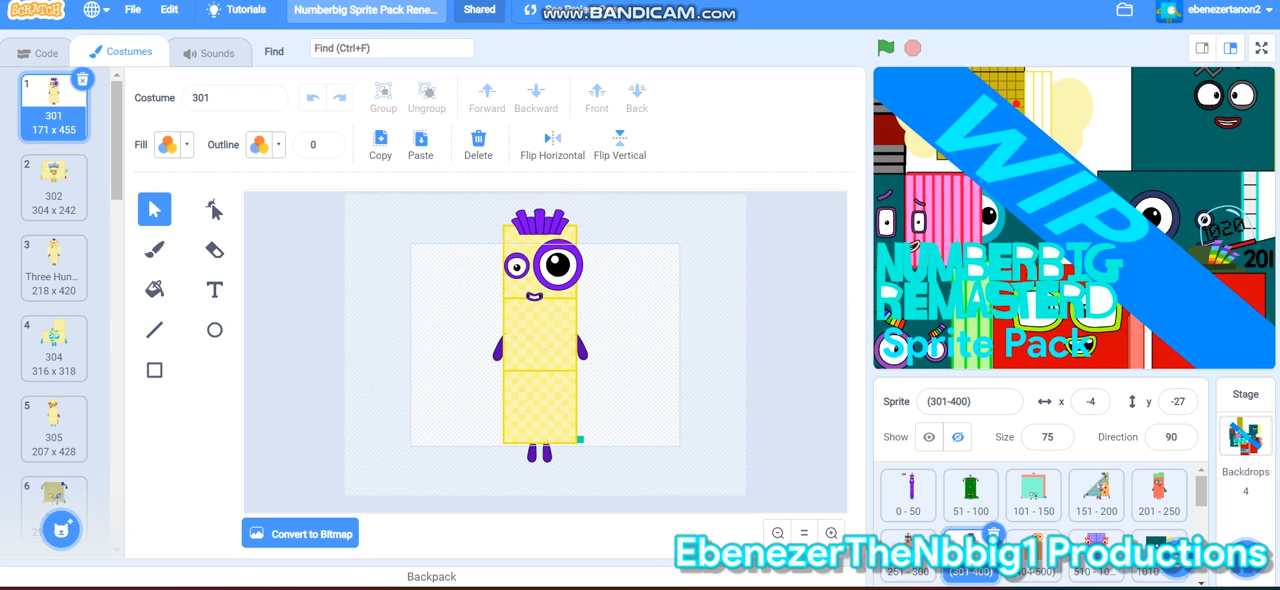 SCRATCH File Edit Tutorials Numberbig Sprite Pack Rene... Shared See Project
www.BANDICAM.com
ebenezertanon2
Code Costumes Sounds Find Find (Ctrl+F)
Costume 301
Group Ungroup Forward Backward Front Back
Fill Outline 0 Copy Paste Delete Flip Horizontal Flip Vertical
1
301
171 x 455
2
302
304 x 242
3
Three Hun...
218 x 420
4
304
316 x 318
5
305
207 x 428
6
Convert to Bitmap
Backpack
WIP
1020
201
NUMBERBIG
REMASTERD
Sprite Pack
Sprite (301-400) x -4 y -27
Show Size 75 Direction 90
Stage
Backdrops
4
0 - 50 51 - 100 101 - 150 151 - 200 201 - 250
251 - 300 (301-400)
EbenezerTheNbbig1 Productions